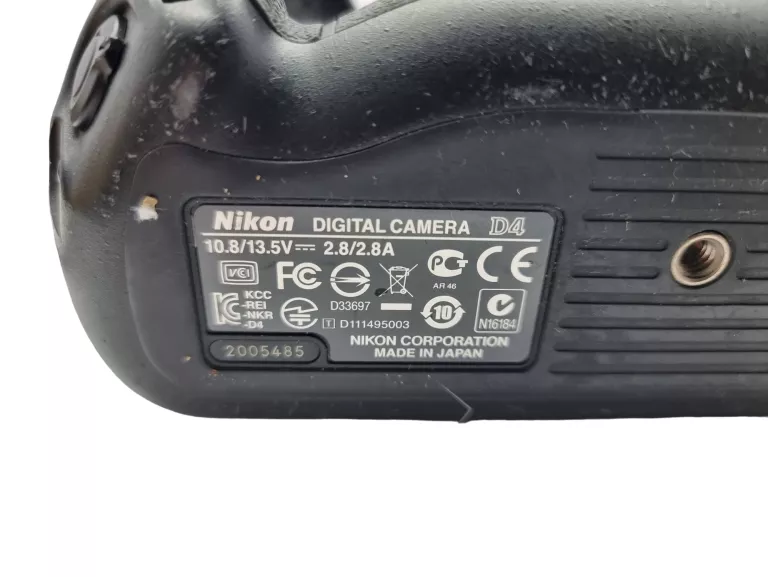 Nikon DIGITAL CAMERA D4
10.8/13.5V⎓ 2.8/2.8A
VCI FC PG CE
AR 46
KCC
-REI
-NKR
-D4
D33697
10
N16184
T D111495003
NIKON CORPORATION
MADE IN JAPAN
2005485